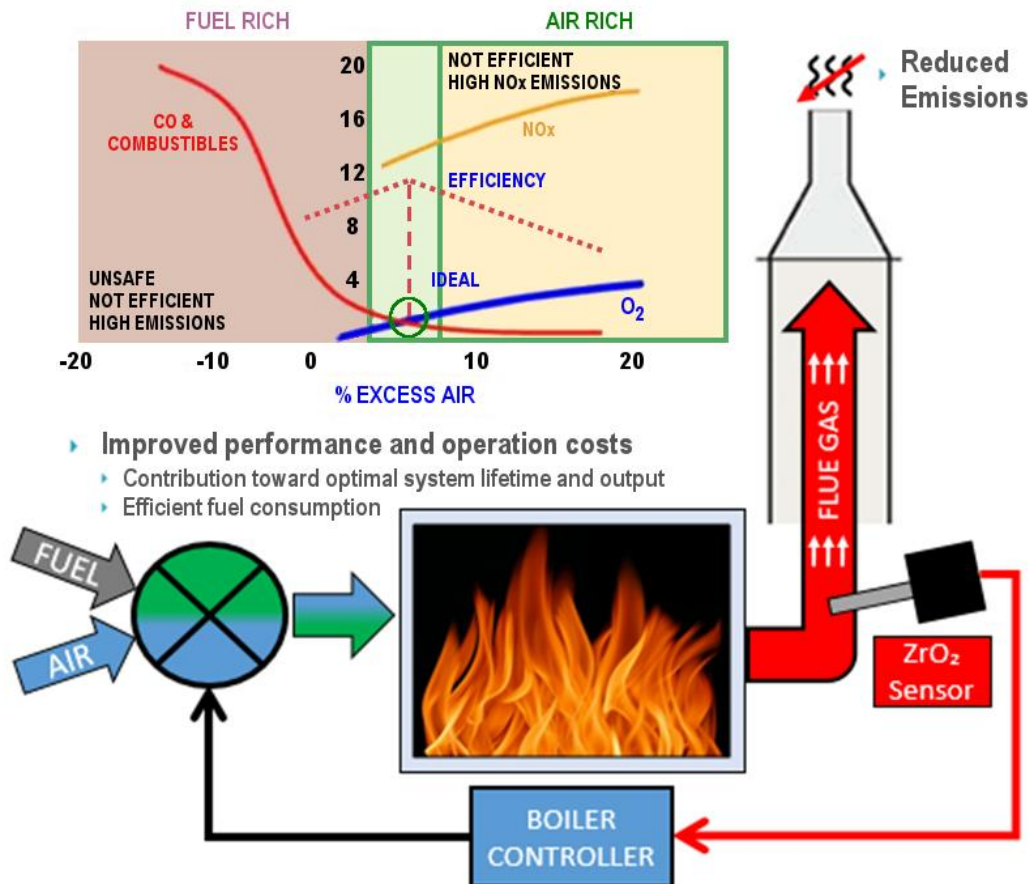 FUEL RICH
AIR RICH
20
16
12
8
4
CO &
COMBUSTIBLES
NOT EFFICIENT
HIGH NOx EMISSIONS
NOx
EFFICIENCY
IDEAL
O₂
UNSAFE
NOT EFFICIENT
HIGH EMISSIONS
-20 -10 0 10 20
% EXCESS AIR
Reduced
Emissions
Improved performance and operation costs
Contribution toward optimal system lifetime and output
Efficient fuel consumption
FUEL
AIR
FLUE GAS
ZrO₂
Sensor
BOILER
CONTROLLER